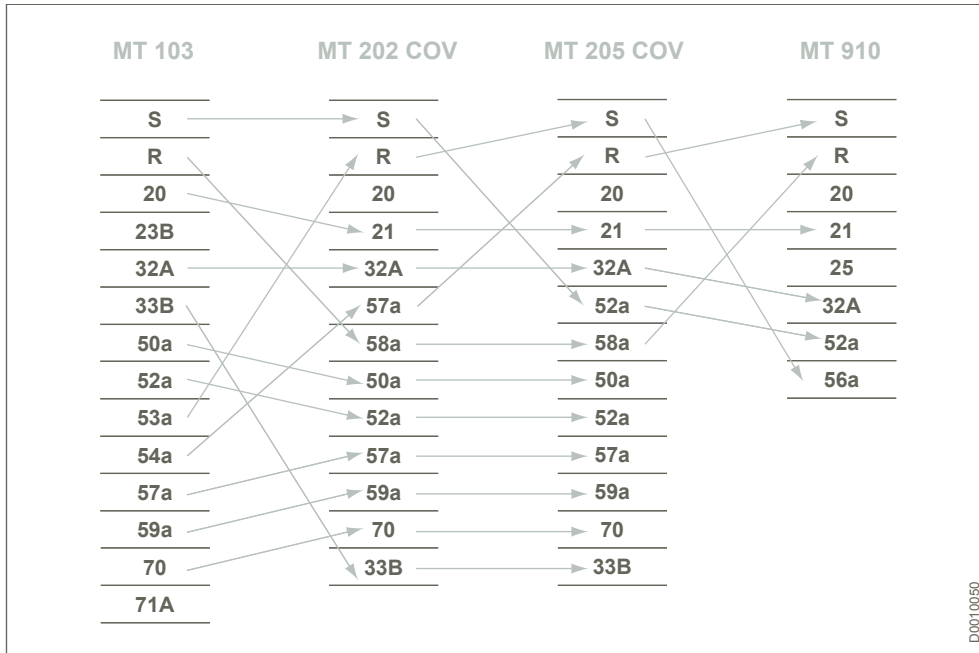 MT 103 MT 202 COV MT 205 COV MT 910
S S S S
R R R R
20 20 20 20
23B 21 21 21
32A 32A 32A 25
33B 57a 52a 32A
50a 58a 58a 52a
52a 50a 50a 56a
53a 52a 52a
54a 57a 57a
57a 59a 59a
59a 70 70
70 33B 33B
71A
D0010050